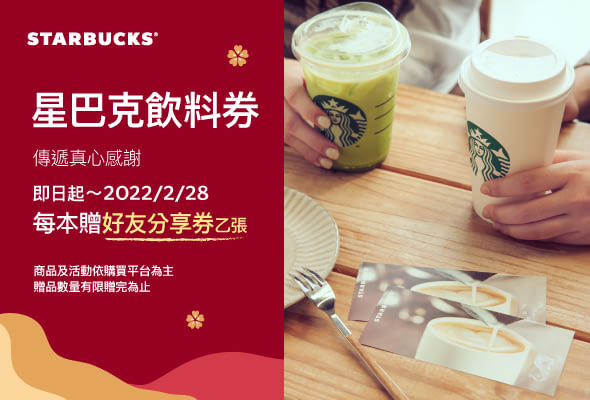 STARBUCKS®
星巴克飲料券
傳遞真心感謝
即日起～2022/2/28
每本贈好友分享券乙張
商品及活動依購買平台為主
贈品數量有限贈完為止
STARBUCKS
STARBUCKS